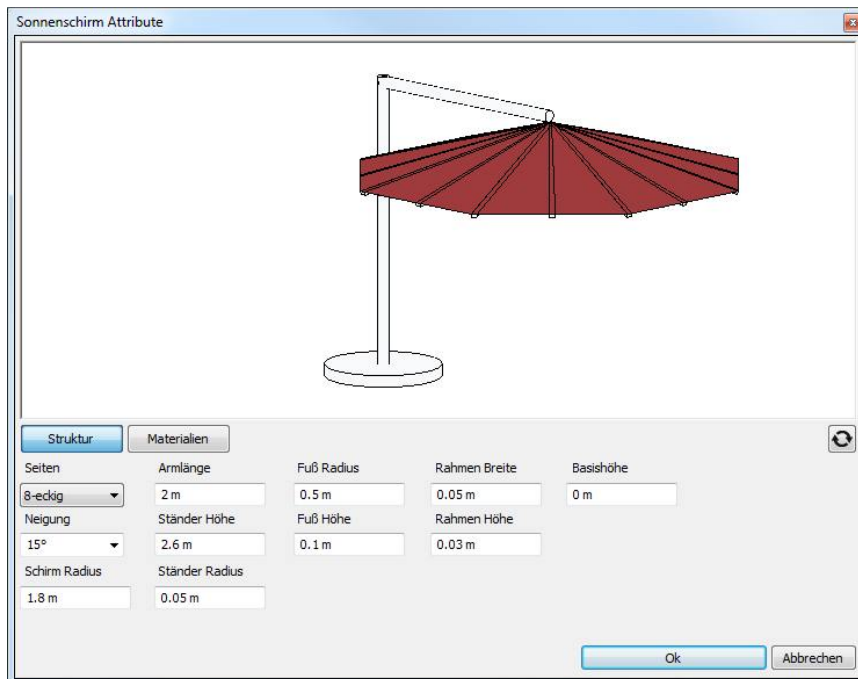 Sonnenschirm Attribute
Struktur Materialien
Seiten Armlänge Fuß Radius Rahmen Breite Basishöhe
8-eckig 2 m 0.5 m 0.05 m 0 m
Neigung Ständer Höhe Fuß Höhe Rahmen Höhe
15° 2.6 m 0.1 m 0.03 m
Schirm Radius Ständer Radius
1.8 m 0.05 m
Ok Abbrechen